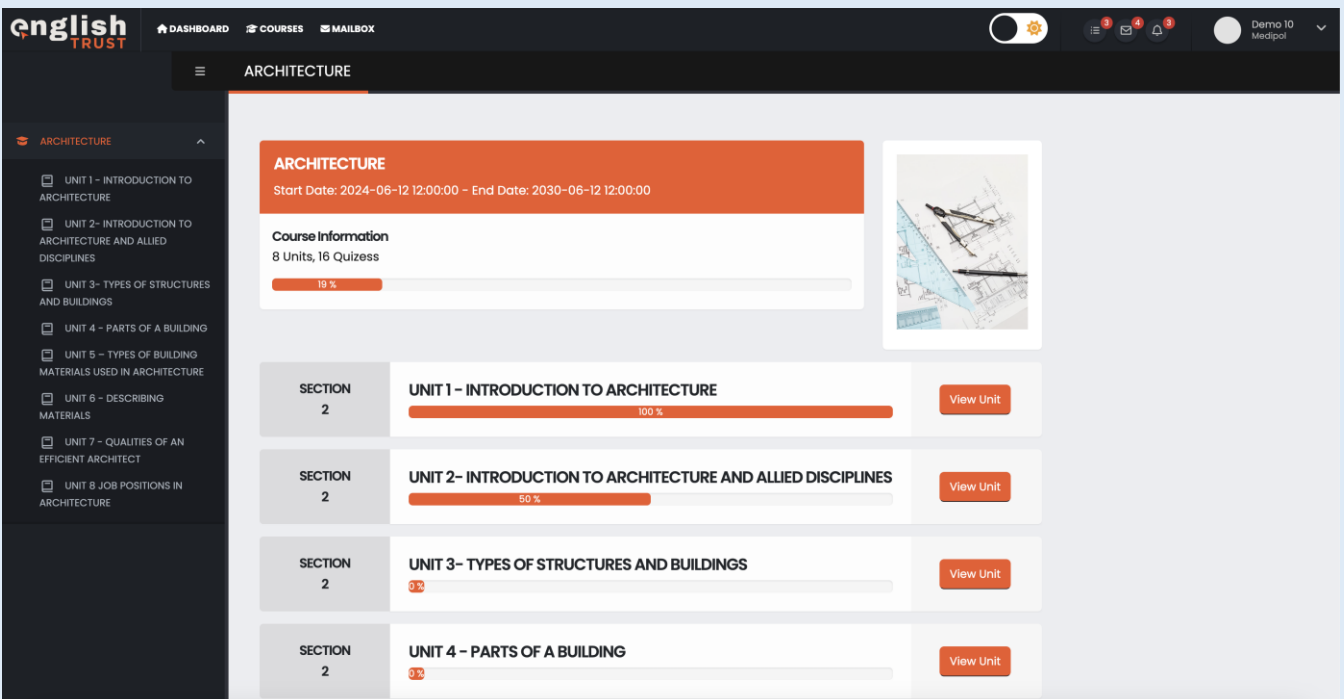 english
TRUST
DASHBOARD
COURSES
MAILBOX
3
4
3
Demo 10
Medipol
ARCHITECTURE
ARCHITECTURE
UNIT 1 - INTRODUCTION TO
ARCHITECTURE
UNIT 2- INTRODUCTION TO
ARCHITECTURE AND ALLIED
DISCIPLINES
UNIT 3- TYPES OF STRUCTURES
AND BUILDINGS
UNIT 4 - PARTS OF A BUILDING
UNIT 5 – TYPES OF BUILDING
MATERIALS USED IN ARCHITECTURE
UNIT 6 - DESCRIBING
MATERIALS
UNIT 7 - QUALITIES OF AN
EFFICIENT ARCHITECT
UNIT 8 JOB POSITIONS IN
ARCHITECTURE
ARCHITECTURE
Start Date: 2024-06-12 12:00:00 - End Date: 2030-06-12 12:00:00
Course Information
8 Units, 16 Quizess
19 %
SECTION
2
UNIT 1 - INTRODUCTION TO ARCHITECTURE
100 %
View Unit
SECTION
2
UNIT 2- INTRODUCTION TO ARCHITECTURE AND ALLIED DISCIPLINES
50 %
View Unit
SECTION
2
UNIT 3- TYPES OF STRUCTURES AND BUILDINGS
0 %
View Unit
SECTION
2
UNIT 4 - PARTS OF A BUILDING
0 %
View Unit